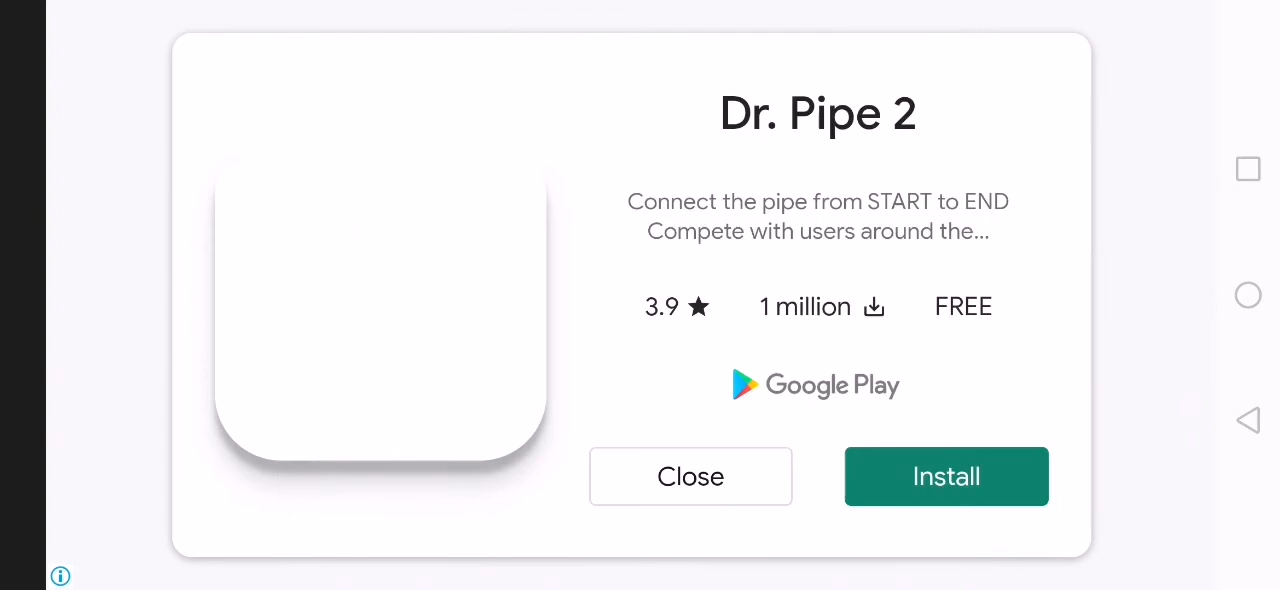 Dr. Pipe 2
Connect the pipe from START to END
Compete with users around the...
3.9 ★ 1 million FREE
Google Play
Close Install